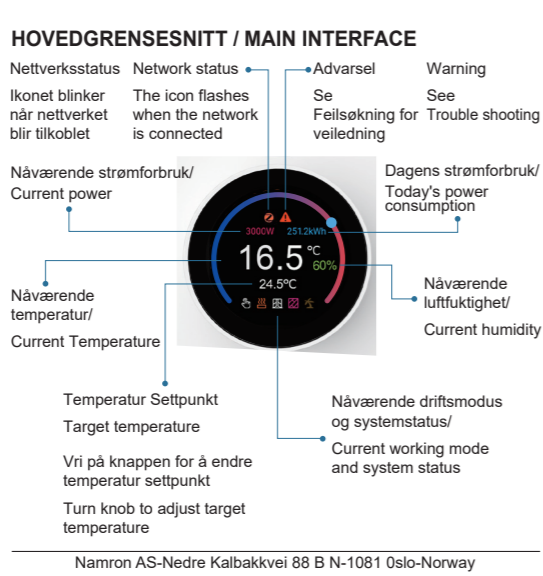 HOVEDGRENSESNITT / MAIN INTERFACE
Nettverksstatus
Ikonet blinker
når nettverket
blir tilkoblet
Network status
The icon flashes
when the network
is connected
Advarsel
Se
Feilsøkning for
veiledning
Warning
See
Trouble shooting
Nåværende strømforbruk/
Current power
Dagens strømforbruk/
Today's power
consumption
3000W
251.2kWh
16.5 °C
60%
24.5ºC
Nåværende
temperatur/
Current Temperature
Nåværende
luftfuktighet/
Current humidity
Temperatur Settpunkt
Target temperature
Vri på knappen for å endre
temperatur settpunkt
Turn knob to adjust target
temperature
Nåværende driftsmodus
og systemstatus/
Current working mode
and system status
Namron AS-Nedre Kalbakkvei 88 B N-1081 0slo-Norway